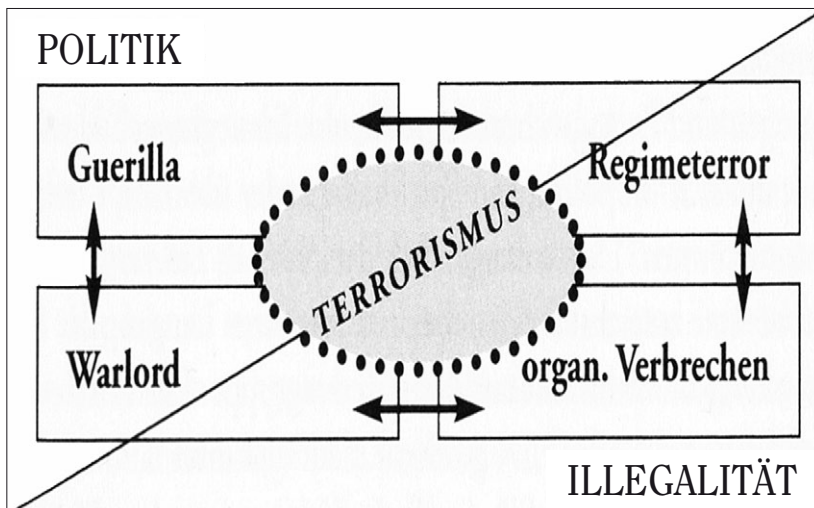 POLITIK
Guerilla
Regimeterror
TERRORISMUS
Warlord
organ. Verbrechen
ILLEGALITÄT